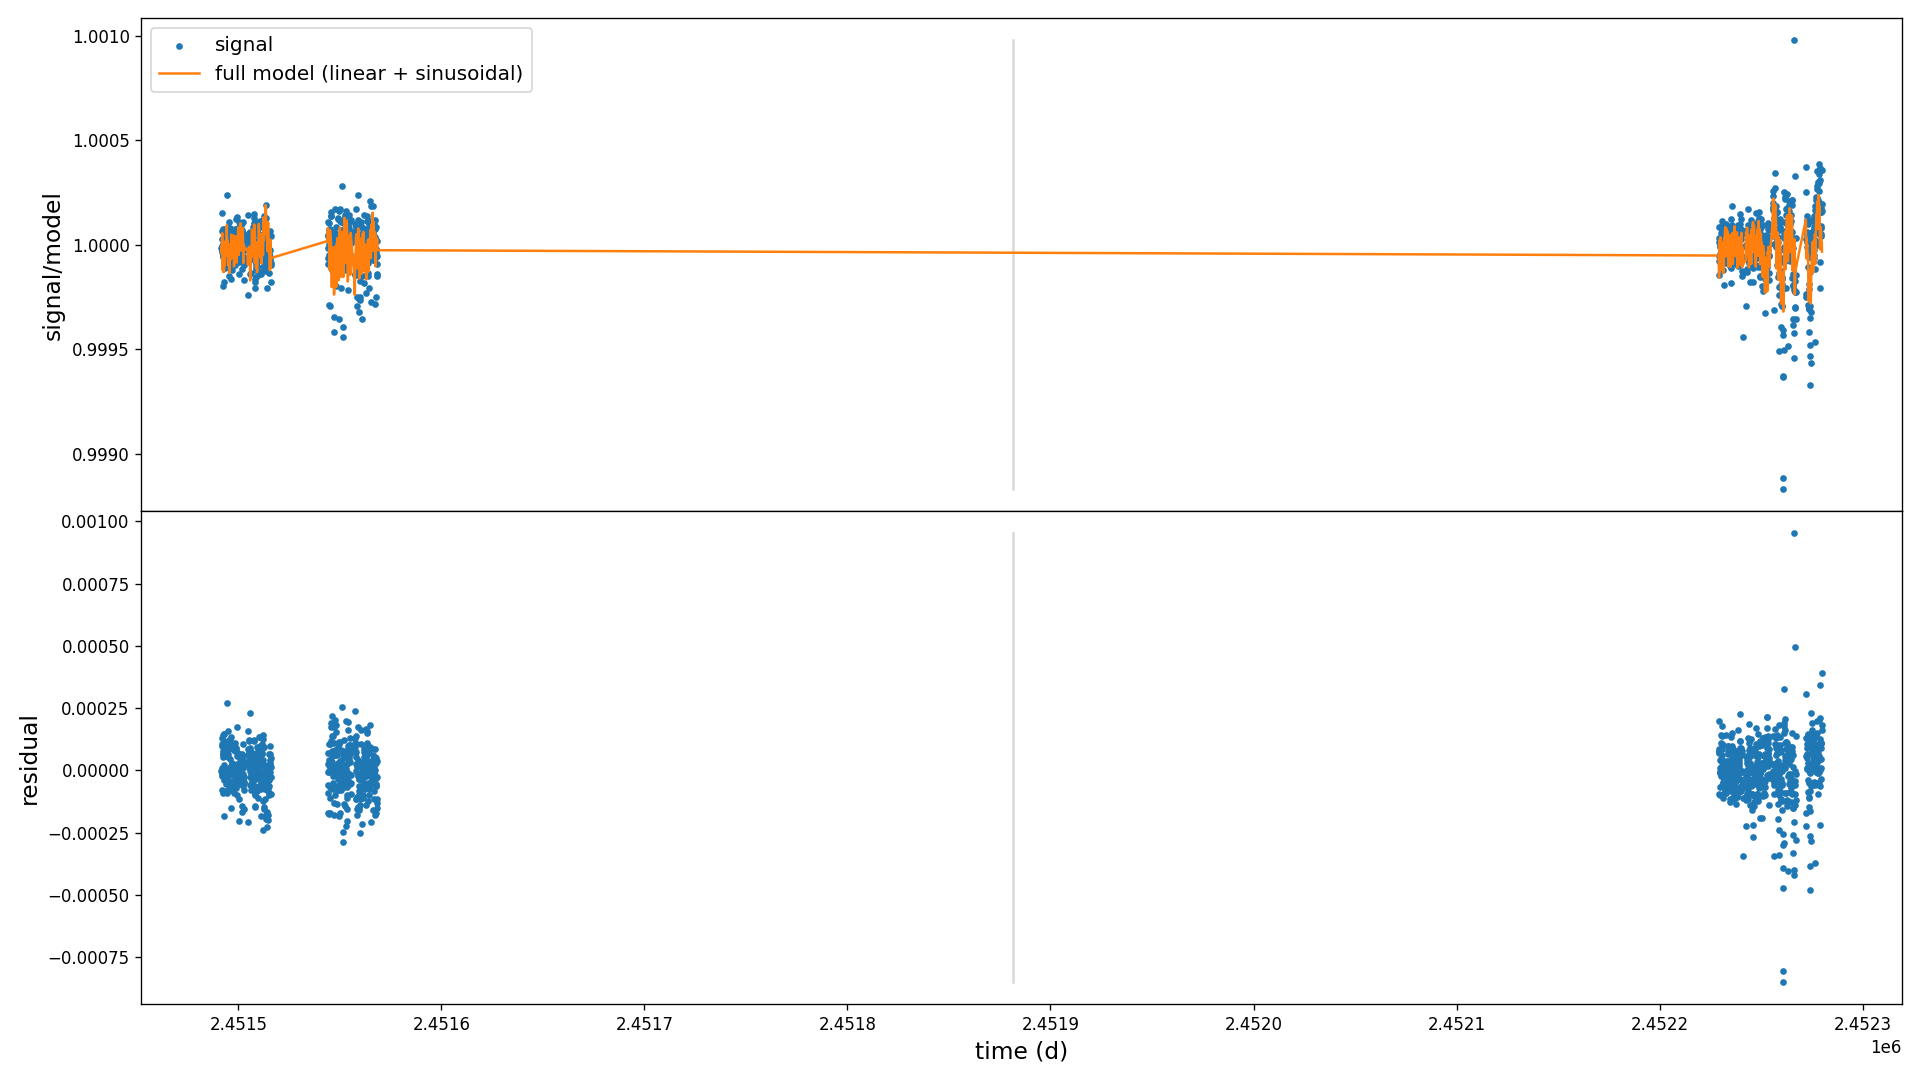 signal
full model (linear + sinusoidal)
signal/model
1.0010
1.0005
1.0000
0.9995
0.9990
residual
0.00100
0.00075
0.00050
0.00025
0.00000
−0.00025
−0.00050
−0.00075
2.4515 2.4516 2.4517 2.4518 2.4519 2.4520 2.4521 2.4522 2.4523
1e6
time (d)